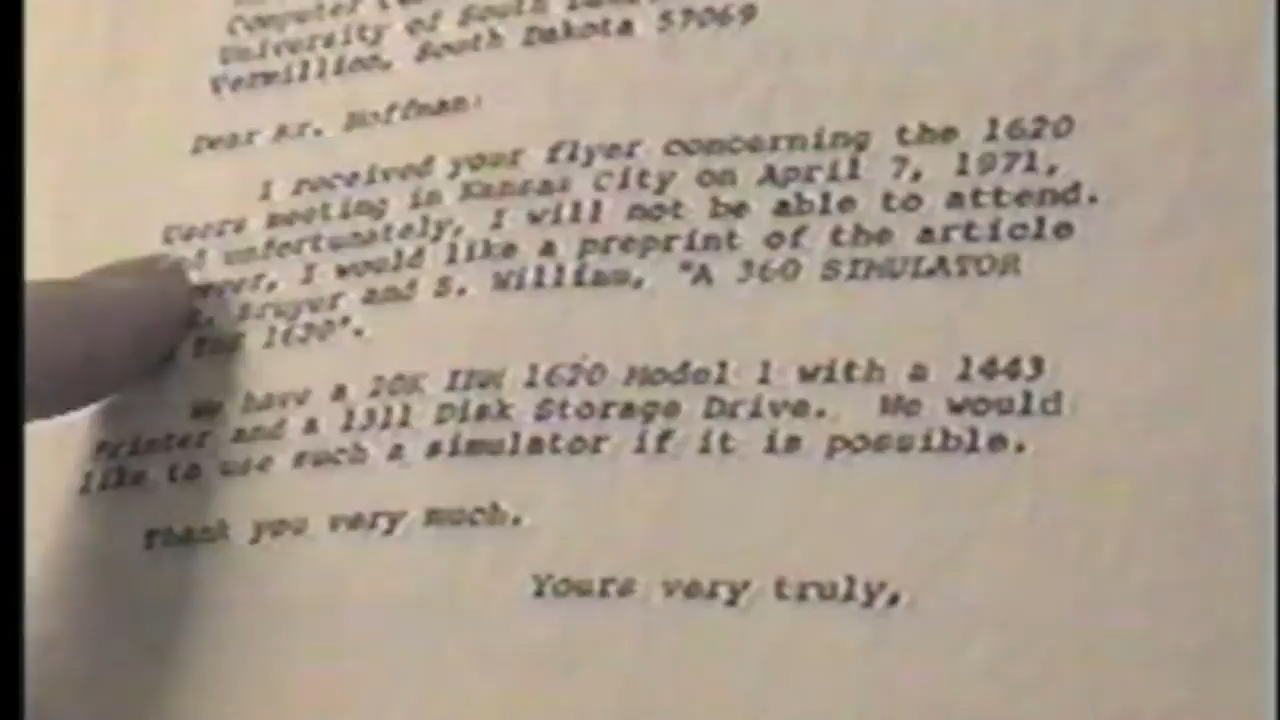 Computer
University of South
Vermillion, South Dakota 57069
Dear Mr. Hoffman:
I received your flyer concerning the 1620
Users meeting in Kansas City on April 7, 1971,
unfortunately, I will not be able to attend.
I would like a preprint of the article
and S. William, "A 360 SIMULATOR
1620".
We have a 20K IBM 1620 Model 1 with a 1443
Printer and a 1311 Disk Storage Drive. We would
like to use such a simulator if it is possible.
Thank you very much.
Yours very truly,